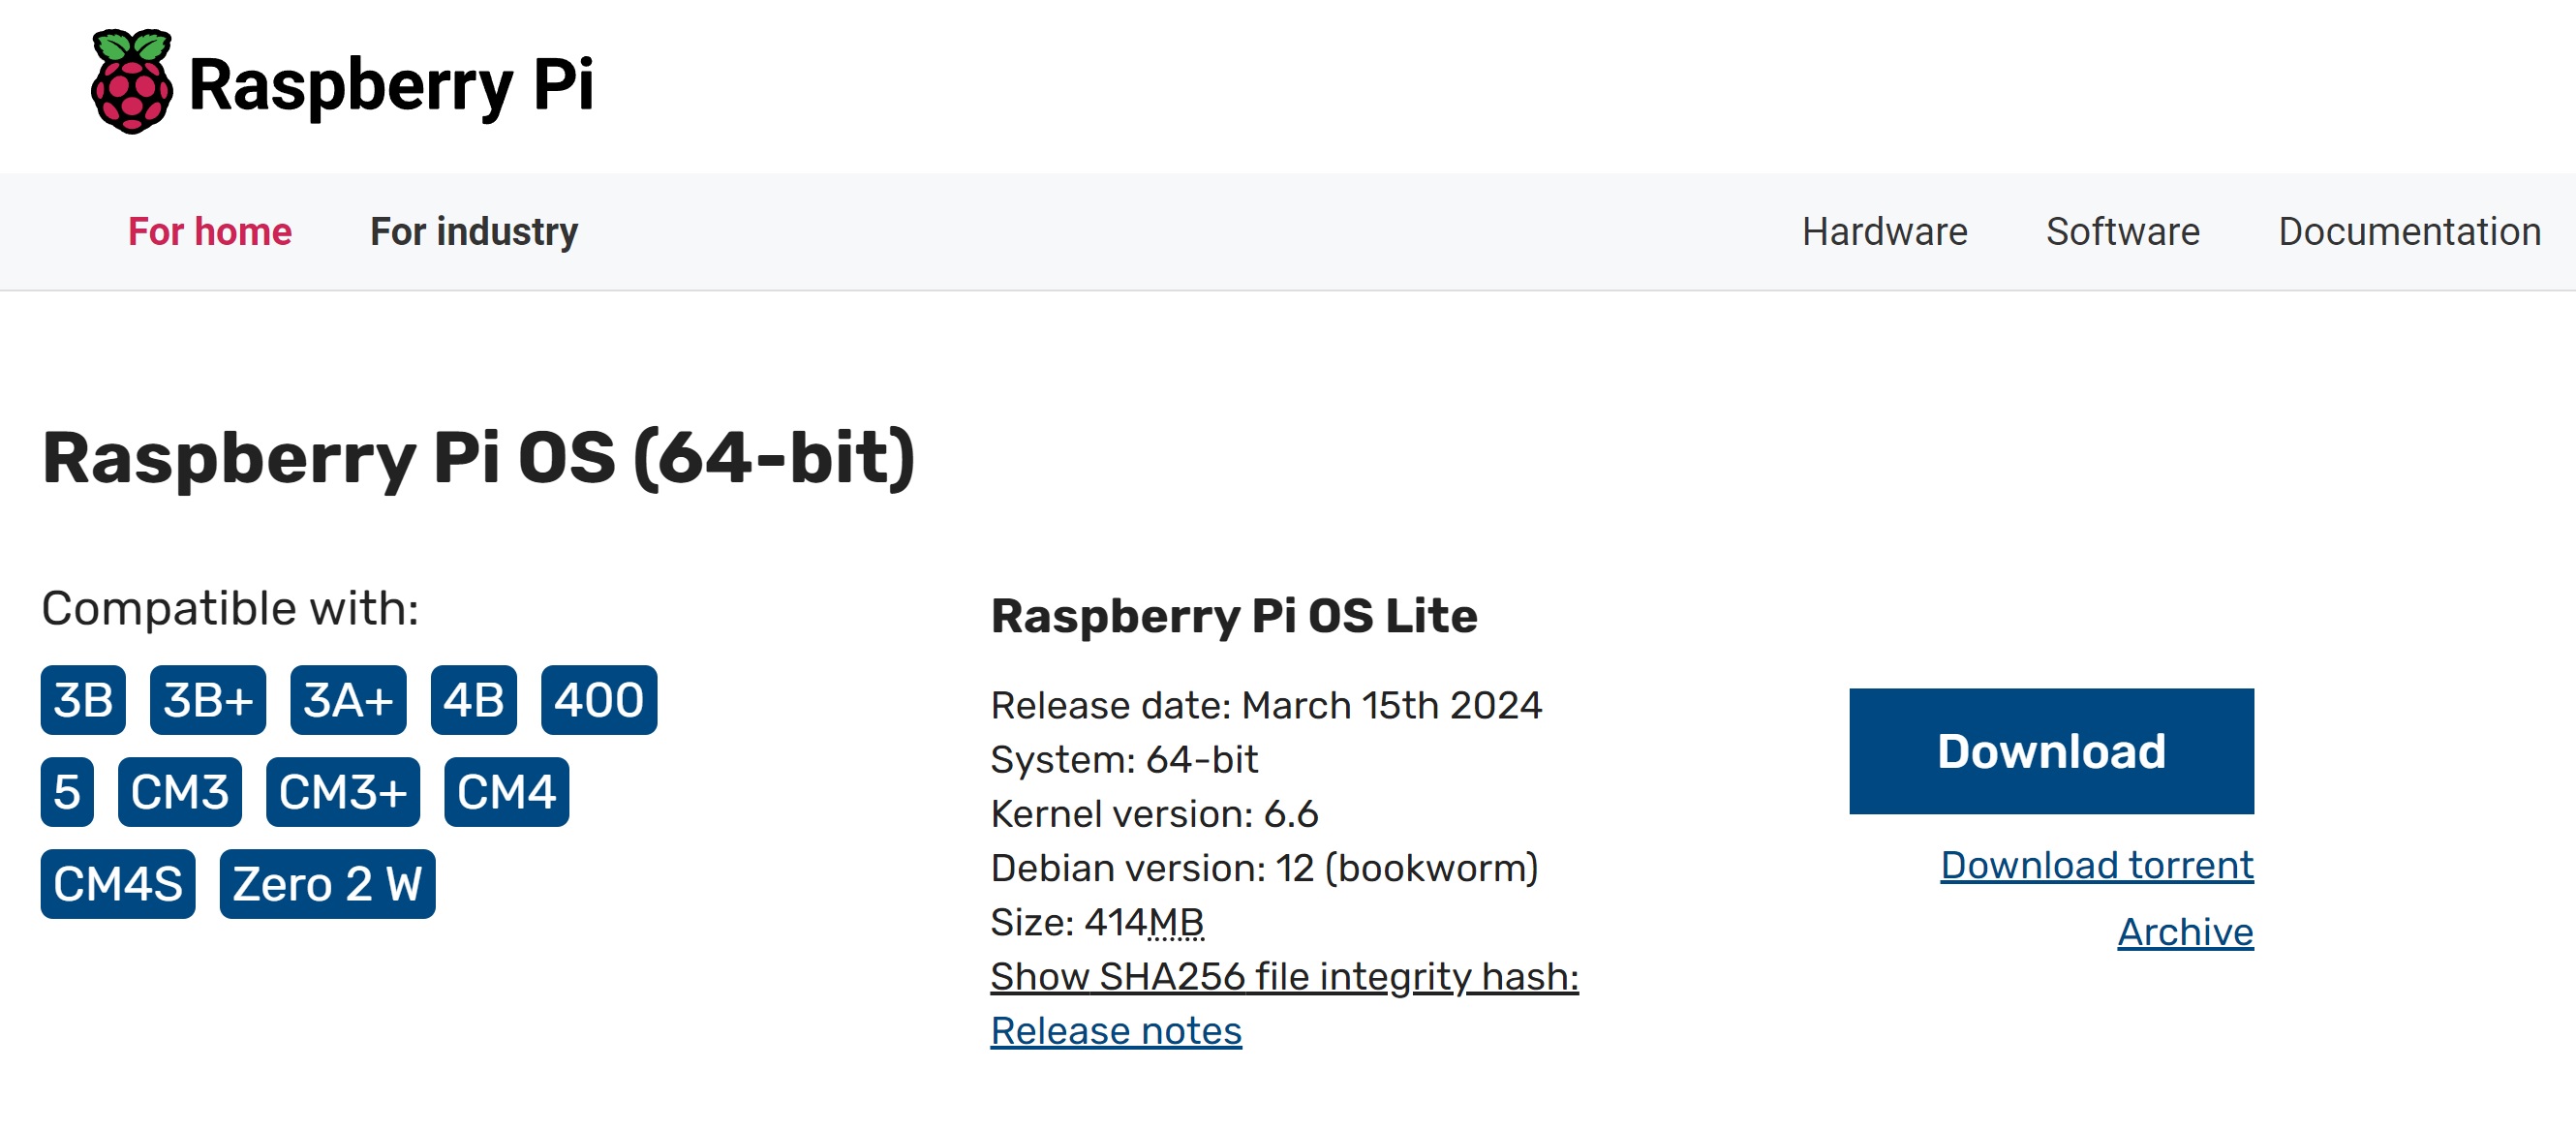 Raspberry Pi
For home For industry Hardware Software Documentation
Raspberry Pi OS (64-bit)
Compatible with:
3B 3B+ 3A+ 4B 400
5 CM3 CM3+ CM4
CM4S Zero 2 W
Raspberry Pi OS Lite
Release date: March 15th 2024
System: 64-bit
Kernel version: 6.6
Debian version: 12 (bookworm)
Size: 414MB
Show SHA256 file integrity hash:
Release notes
Download
Download torrent
Archive